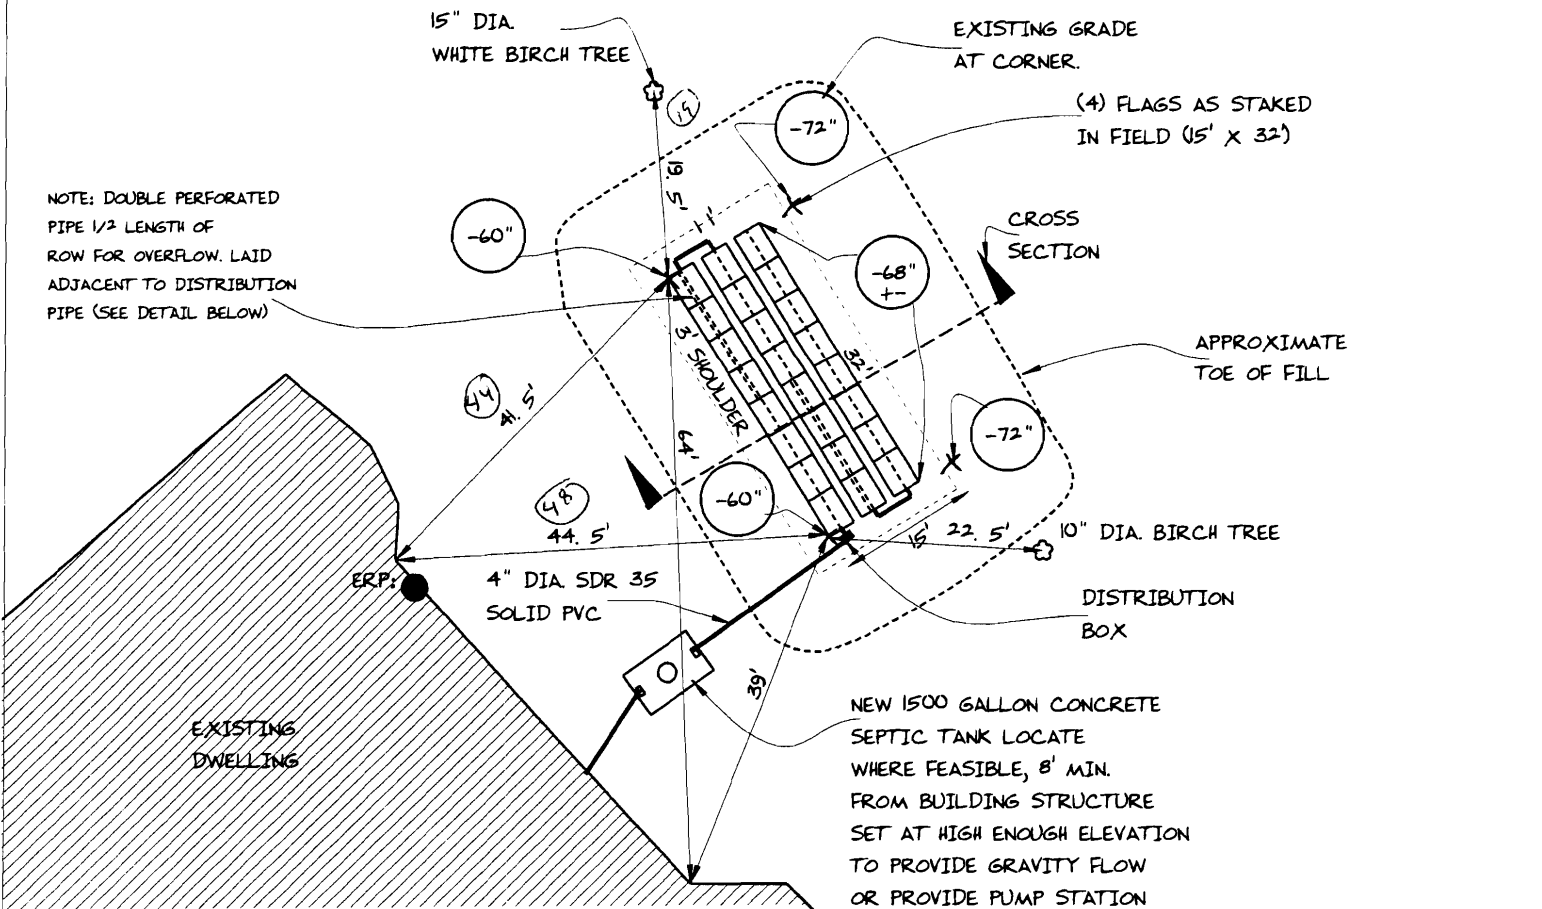 15" DIA.
WHITE BIRCH TREE
EXISTING GRADE
AT CORNER.
(4) FLAGS AS STAKED
IN FIELD (15' X 32')
-72"
19. 5'
1'
NOTE: DOUBLE PERFORATED
PIPE 1/2 LENGTH OF
ROW FOR OVERFLOW. LAID
ADJACENT TO DISTRIBUTION
PIPE (SEE DETAIL BELOW)
-60"
CROSS
SECTION
-68"
+-
3' SHOULDER
32'
APPROXIMATE
TOE OF FILL
44
41. 5'
64'
-72"
48
44. 5'
-60"
15'
22. 5'
10" DIA. BIRCH TREE
ERP:
4" DIA. SDR 35
SOLID PVC
DISTRIBUTION
BOX
39'
EXISTING
DWELLING
NEW 1500 GALLON CONCRETE
SEPTIC TANK LOCATE
WHERE FEASIBLE, 8' MIN.
FROM BUILDING STRUCTURE
SET AT HIGH ENOUGH ELEVATION
TO PROVIDE GRAVITY FLOW
OR PROVIDE PUMP STATION